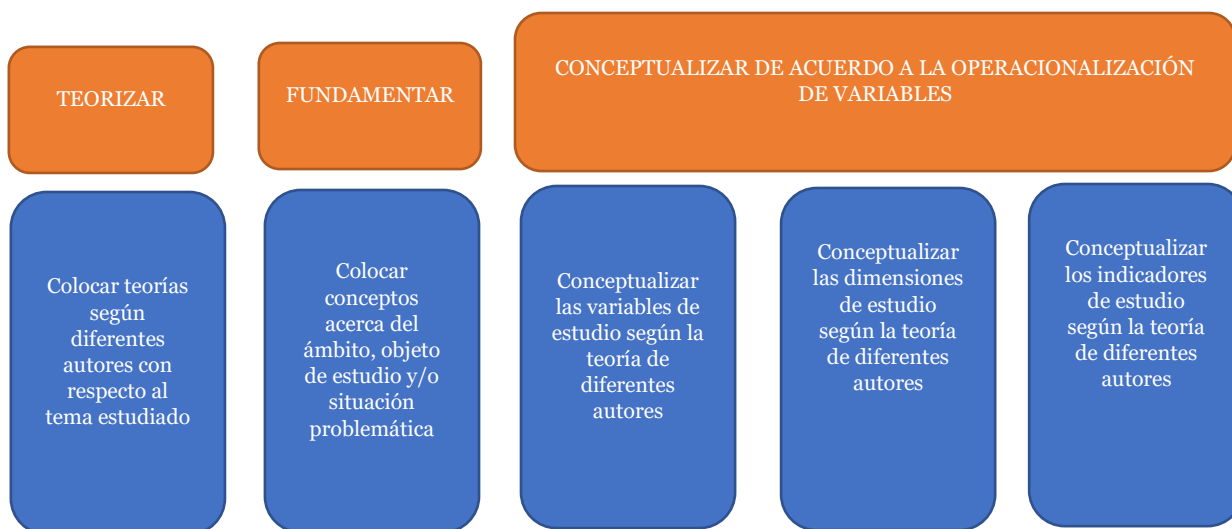 TEORIZAR
FUNDAMENTAR
CONCEPTUALIZAR DE ACUERDO A LA OPERACIONALIZACIÓN
DE VARIABLES
Colocar teorías
según
diferentes
autores con
respecto al
tema estudiado
Colocar
conceptos
acerca del
ámbito, objeto
de estudio y/o
situación
problemática
Conceptualizar
las variables de
estudio según la
teoría de
diferentes
autores
Conceptualizar
las dimensiones
de estudio
según la teoría
de diferentes
autores
Conceptualizar
los indicadores
de estudio
según la teoría
de diferentes
autores